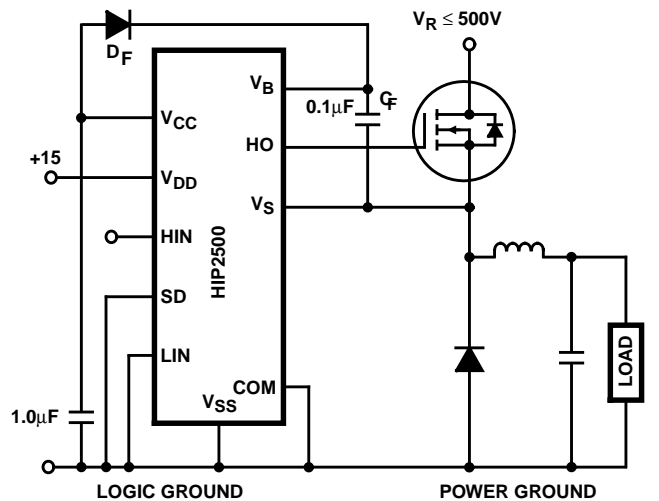 V_R ≤ 500V
D_F
V_B
0.1μF
C_F
V_CC
HO
+15
V_DD
V_S
HIN
HIP2500
SD
LIN
COM
LOAD
V_SS
1.0μF
LOGIC GROUND
POWER GROUND